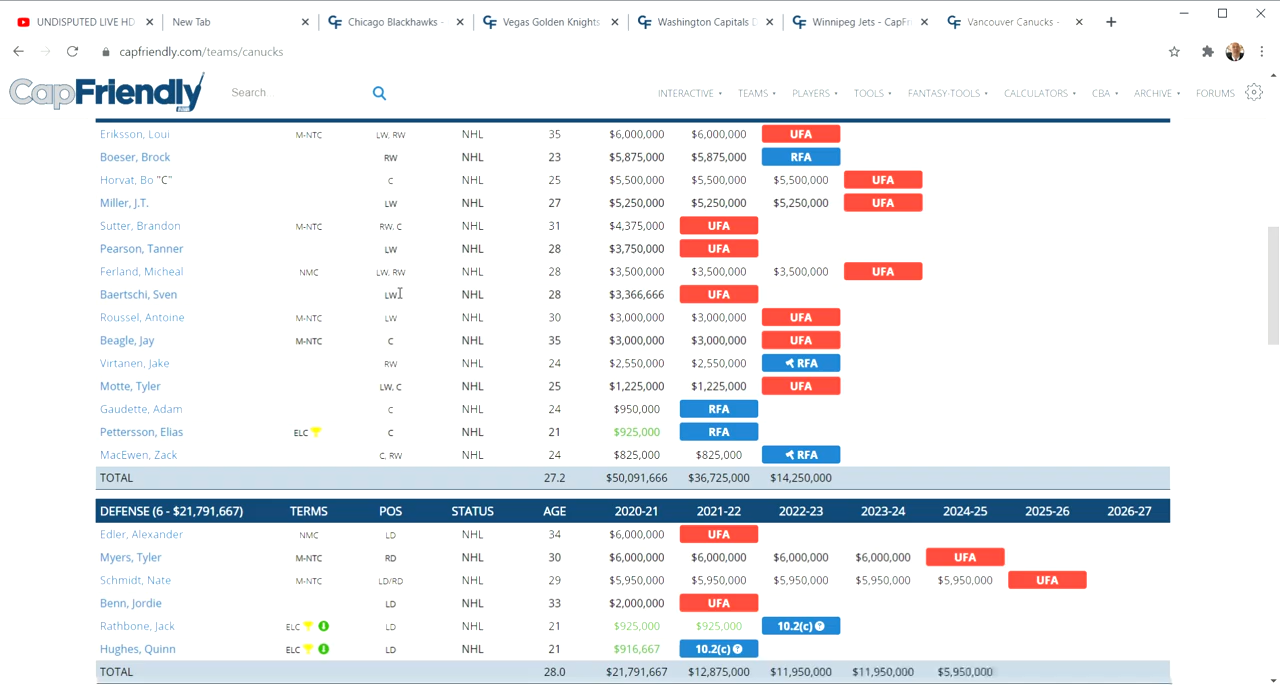 UNDISPUTED LIVE HD New Tab Chicago Blackhawks - Vegas Golden Knights Washington Capitals D Winnipeg Jets - CapFri Vancouver Canucks -
capfriendly.com/teams/canucks
CapFriendly Search INTERACTIVE TEAMS PLAYERS TOOLS FANTASY-TOOLS CALCULATORS CBA ARCHIVE FORUMS
Eriksson, Loui M-NTC LW, RW NHL 35 $6,000,000 $6,000,000 UFA
Boeser, Brock RW NHL 23 $5,875,000 $5,875,000 RFA
Horvat, Bo "C" C NHL 25 $5,500,000 $5,500,000 $5,500,000 UFA
Miller, J.T. LW NHL 27 $5,250,000 $5,250,000 $5,250,000 UFA
Sutter, Brandon M-NTC RW, C NHL 31 $4,375,000 UFA
Pearson, Tanner LW NHL 28 $3,750,000 UFA
Ferland, Micheal NMC LW, RW NHL 28 $3,500,000 $3,500,000 $3,500,000 UFA
Baertschi, Sven LW NHL 28 $3,366,666 UFA
Roussel, Antoine M-NTC LW NHL 30 $3,000,000 $3,000,000 UFA
Beagle, Jay M-NTC C NHL 35 $3,000,000 $3,000,000 UFA
Virtanen, Jake RW NHL 24 $2,550,000 $2,550,000 RFA
Motte, Tyler LW, C NHL 25 $1,225,000 $1,225,000 UFA
Gaudette, Adam C NHL 24 $950,000 RFA
Pettersson, Elias ELC C NHL 21 $925,000 RFA
MacEwen, Zack C, RW NHL 24 $825,000 $825,000 RFA
TOTAL 27.2 $50,091,666 $36,725,000 $14,250,000
DEFENSE (6 - $21,791,667) TERMS POS STATUS AGE 2020-21 2021-22 2022-23 2023-24 2024-25 2025-26 2026-27
Edler, Alexander NMC LD NHL 34 $6,000,000 UFA
Myers, Tyler M-NTC RD NHL 30 $6,000,000 $6,000,000 $6,000,000 $6,000,000 UFA
Schmidt, Nate M-NTC LD/RD NHL 29 $5,950,000 $5,950,000 $5,950,000 $5,950,000 $5,950,000 UFA
Benn, Jordie LD NHL 33 $2,000,000 UFA
Rathbone, Jack ELC LD NHL 21 $925,000 $925,000 10.2(c)
Hughes, Quinn ELC LD NHL 21 $916,667 10.2(c)
TOTAL 28.0 $21,791,667 $12,875,000 $11,950,000 $11,950,000 $5,950,000